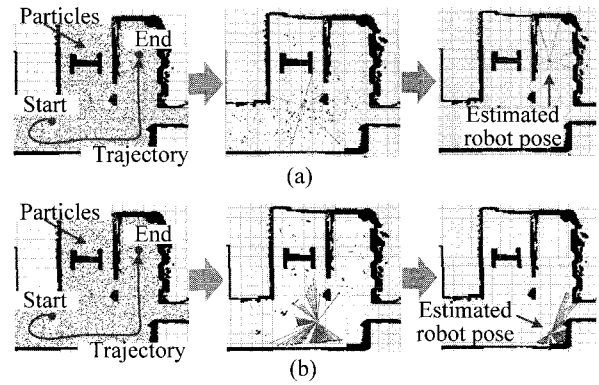 Particles
End
Start
Trajectory
Estimated
robot pose
(a)
Particles
End
Start
Trajectory
Estimated
robot pose
(b)